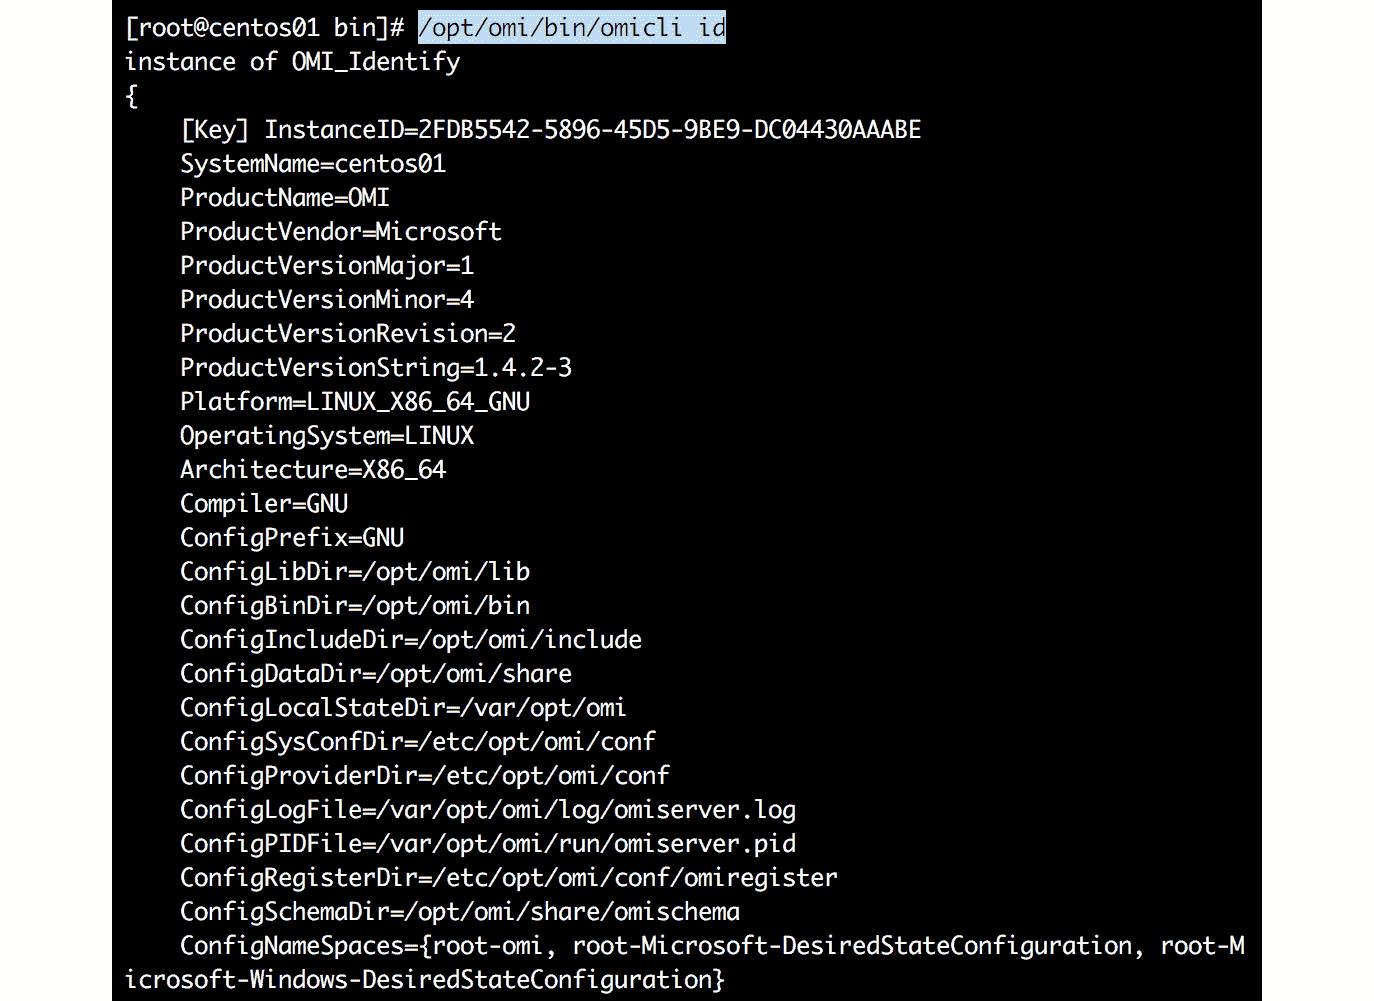 [root@centos01 bin]# /opt/omi/bin/omicli id
instance of OMI_Identify
{
    [Key] InstanceID=2FDB5542-5896-45D5-9BE9-DC04430AAABE
    SystemName=centos01
    ProductName=OMI
    ProductVendor=Microsoft
    ProductVersionMajor=1
    ProductVersionMinor=4
    ProductVersionRevision=2
    ProductVersionString=1.4.2-3
    Platform=LINUX_X86_64_GNU
    OperatingSystem=LINUX
    Architecture=X86_64
    Compiler=GNU
    ConfigPrefix=GNU
    ConfigLibDir=/opt/omi/lib
    ConfigBinDir=/opt/omi/bin
    ConfigIncludeDir=/opt/omi/include
    ConfigDataDir=/opt/omi/share
    ConfigLocalStateDir=/var/opt/omi
    ConfigSysConfDir=/etc/opt/omi/conf
    ConfigProviderDir=/etc/opt/omi/conf
    ConfigLogFile=/var/opt/omi/log/omiserver.log
    ConfigPIDFile=/var/opt/omi/run/omiserver.pid
    ConfigRegisterDir=/etc/opt/omi/conf/omiregister
    ConfigSchemaDir=/opt/omi/share/omischema
    ConfigNameSpaces={root-omi, root-Microsoft-DesiredStateConfiguration, root-M
icrosoft-Windows-DesiredStateConfiguration}